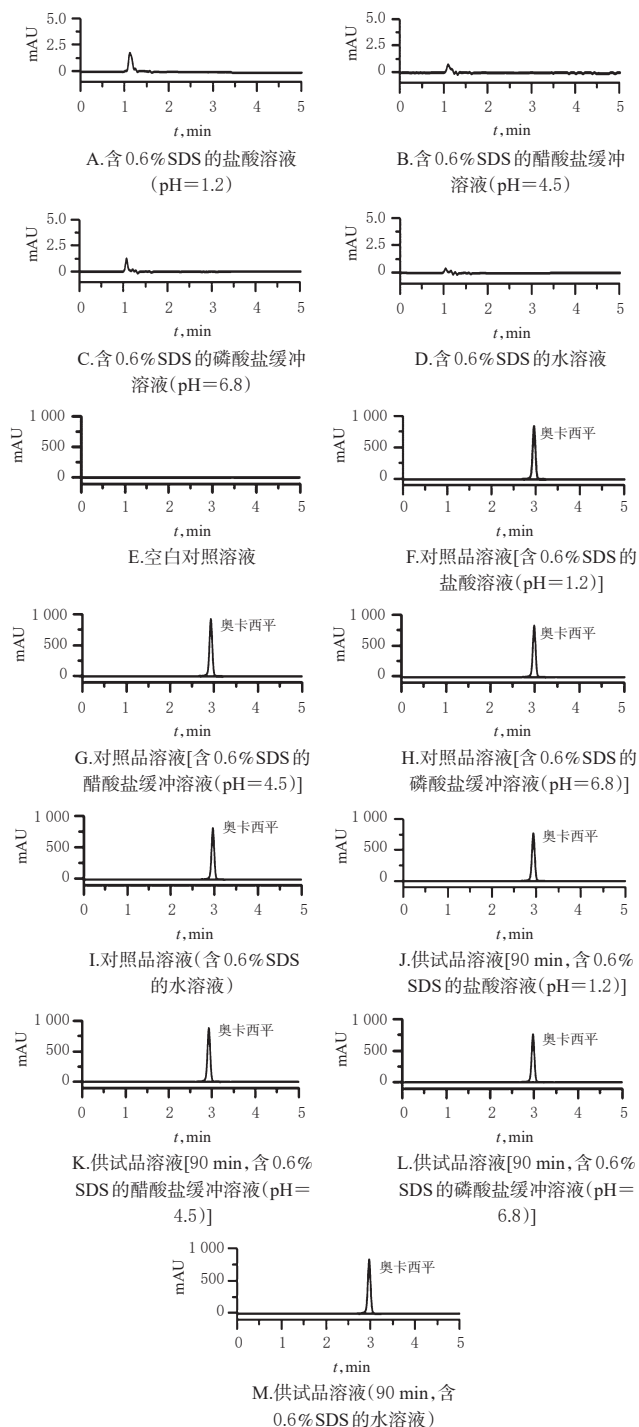 5.0
2.5
0
mAU
0 1 2 3 4 5
t,min
A.含0.6%SDS的盐酸溶液
(pH=1.2)
5.0
2.5
0
mAU
0 1 2 3 4 5
t,min
B.含0.6%SDS的醋酸盐缓冲
溶液(pH=4.5)
5.0
2.5
0
mAU
0 1 2 3 4 5
t,min
C.含0.6%SDS的磷酸盐缓冲
溶液(pH=6.8)
5.0
2.5
0
mAU
0 1 2 3 4 5
t,min
D.含0.6%SDS的水溶液
1 000
500
0
mAU
0 1 2 3 4 5
t,min
E.空白对照溶液
1 000
500
0
mAU
奥卡西平
0 1 2 3 4 5
t,min
F.对照品溶液[含0.6%SDS的
盐酸溶液(pH=1.2)]
1 000
500
0
mAU
奥卡西平
0 1 2 3 4 5
t,min
G.对照品溶液[含0.6%SDS的
醋酸盐缓冲溶液(pH=4.5)]
1 000
500
0
mAU
奥卡西平
0 1 2 3 4 5
t,min
H.对照品溶液[含0.6%SDS的
磷酸盐缓冲溶液(pH=6.8)]
1 000
500
0
mAU
奥卡西平
0 1 2 3 4 5
t,min
I.对照品溶液(含0.6%SDS
的水溶液)
1 000
500
0
mAU
奥卡西平
0 1 2 3 4 5
t,min
J.供试品溶液[90 min,含0.6%
SDS的盐酸溶液(pH=1.2)]
1 000
500
0
mAU
奥卡西平
0 1 2 3 4 5
t,min
K.供试品溶液[90 min,含0.6%
SDS的醋酸盐缓冲溶液(pH=
4.5)]
1 000
500
0
mAU
奥卡西平
0 1 2 3 4 5
t,min
L.供试品溶液[90 min,含0.6%
SDS的磷酸盐缓冲溶液(pH=
6.8)]
1 000
500
0
mAU
奥卡西平
0 1 2 3 4 5
t,min
M.供试品溶液(90 min,含
0.6%SDS的水溶液)